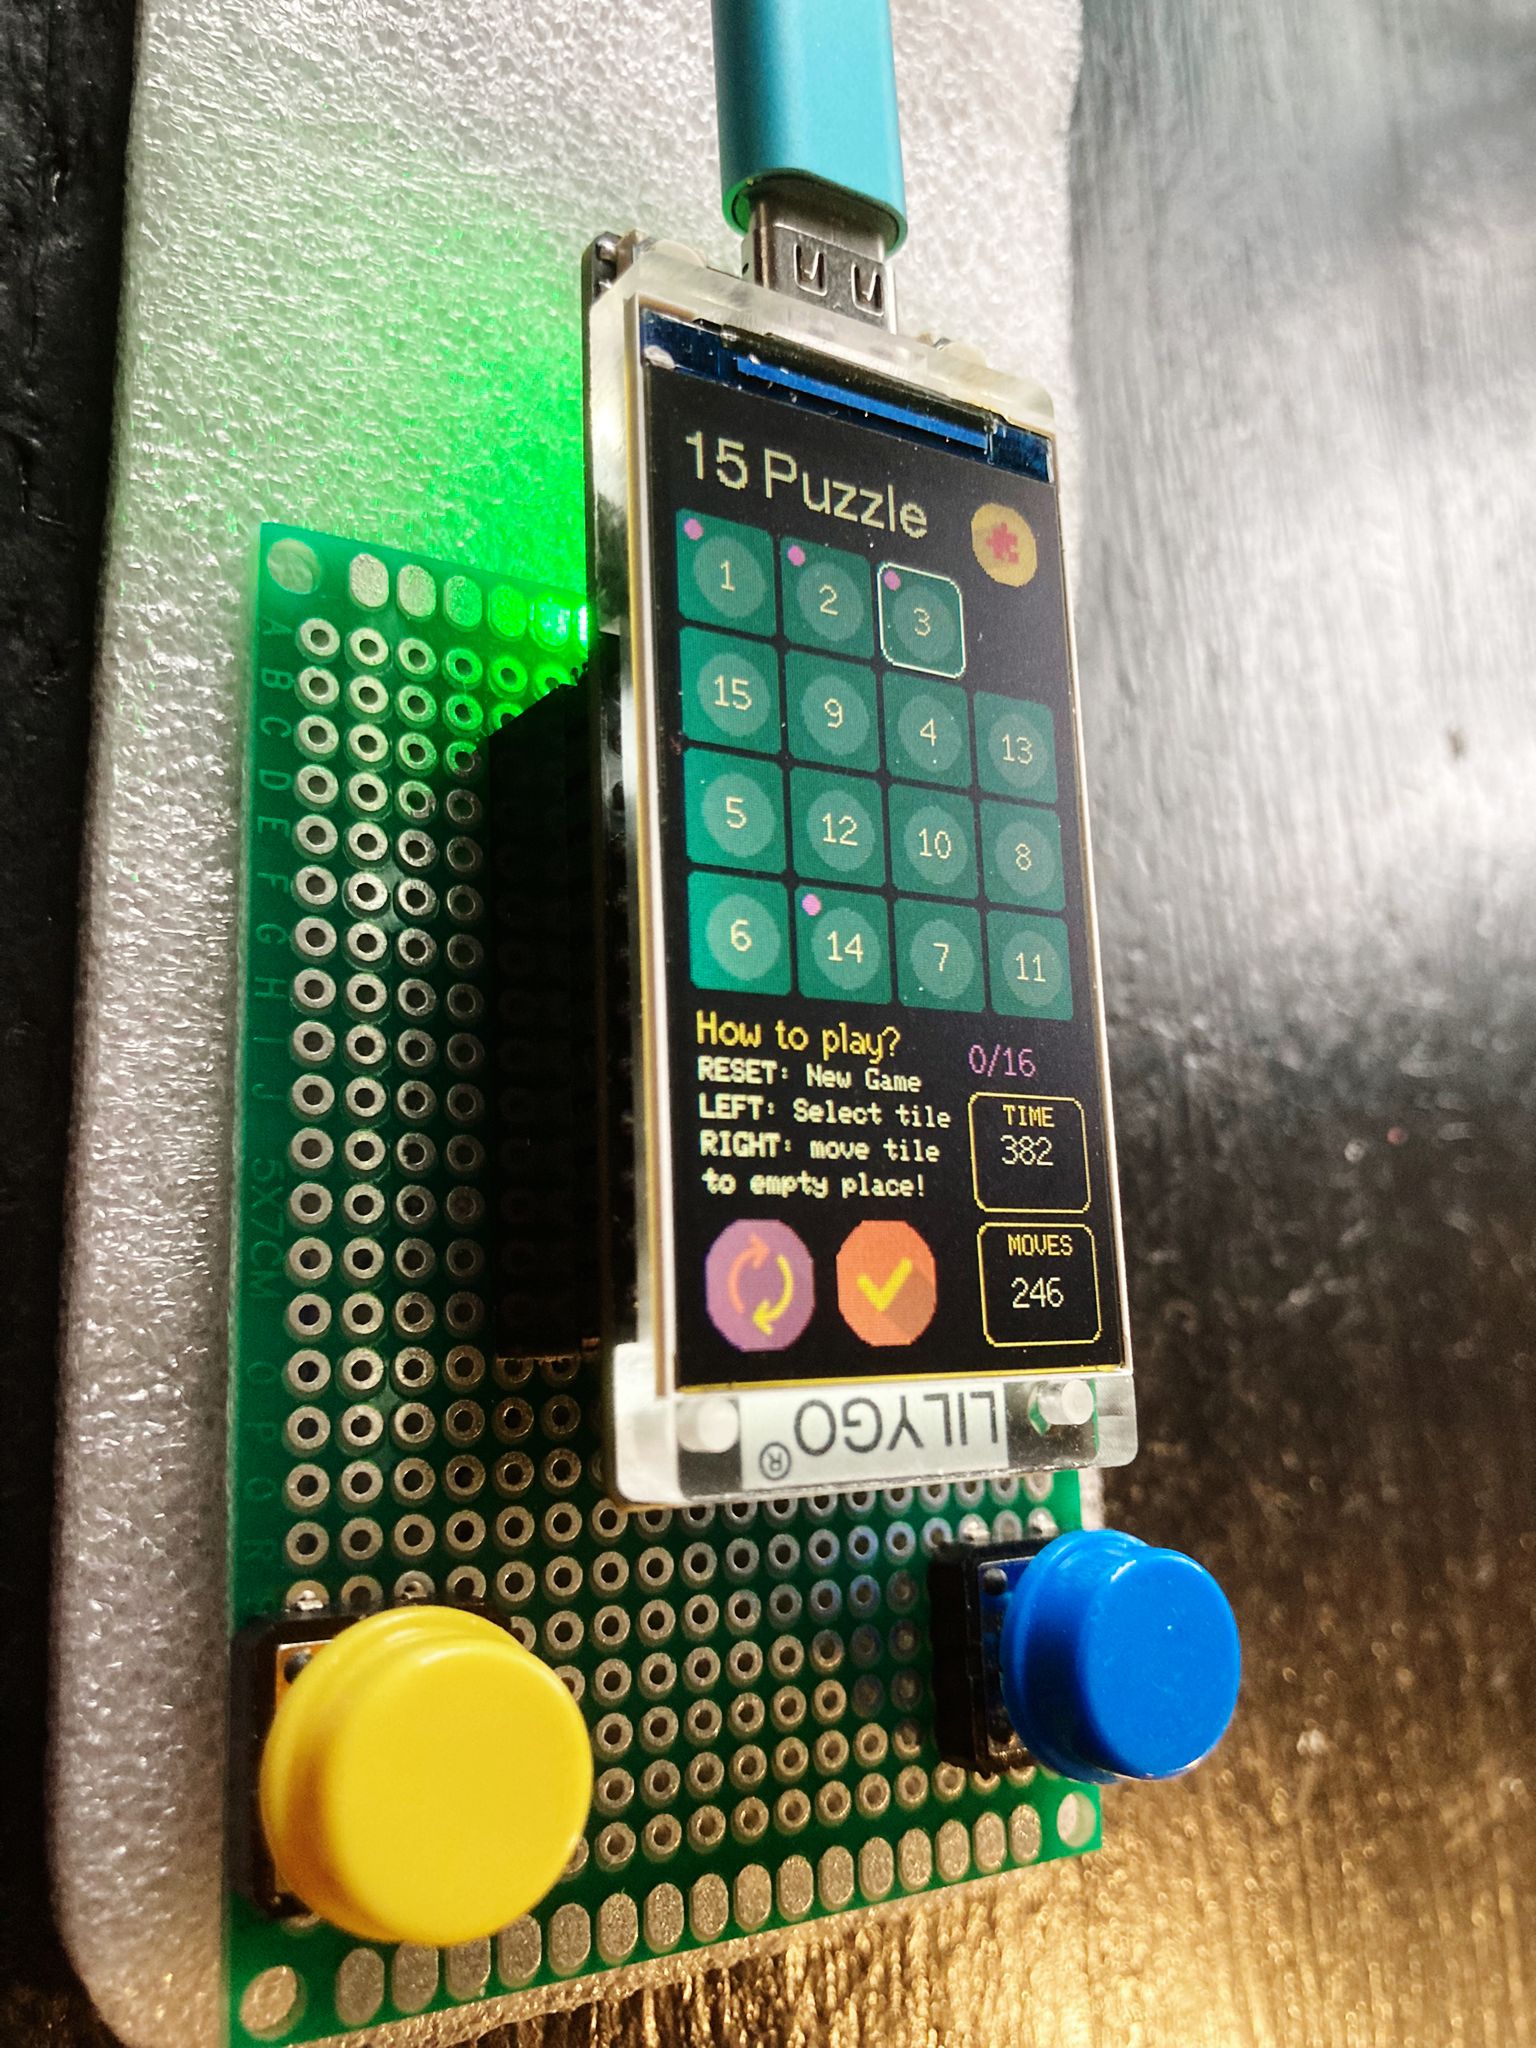 15 Puzzle
1 2 3
15 9 4 13
5 12 10 8
6 14 7 11
How to play?
0/16
RESET: New Game
LEFT: Select tile
RIGHT: move tile
to empty place!
TIME
382
MOVES
246
LILYGO®
A B C D E F G H I J 5X7CM O P Q R S